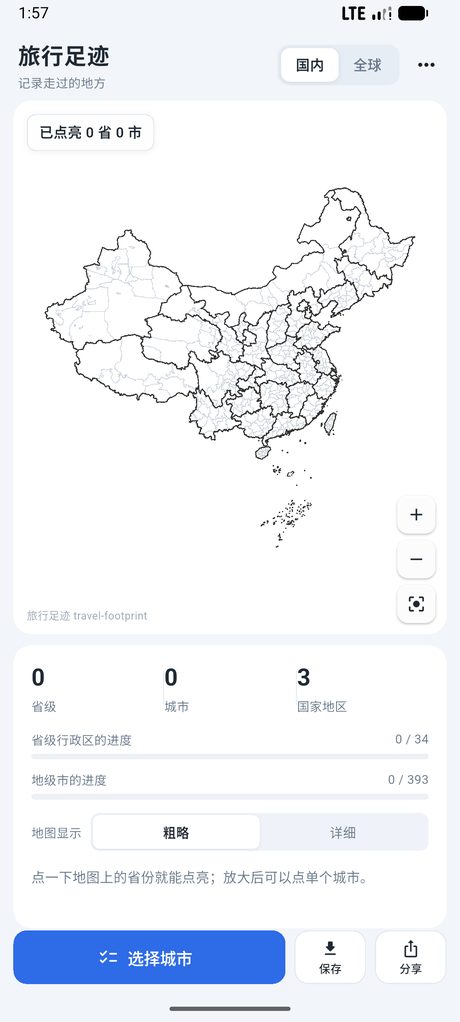 1:57
LTE
旅行足迹
记录走过的地方
国内
全球
已点亮 0 省 0 市
旅行足迹 travel-footprint
0
0
3
省级
城市
国家地区
省级行政区的进度
0 / 34
地级市的进度
0 / 393
地图显示
粗略
详细
点一下地图上的省份就能点亮；放大后可以点单个城市。
选择城市
保存
分享